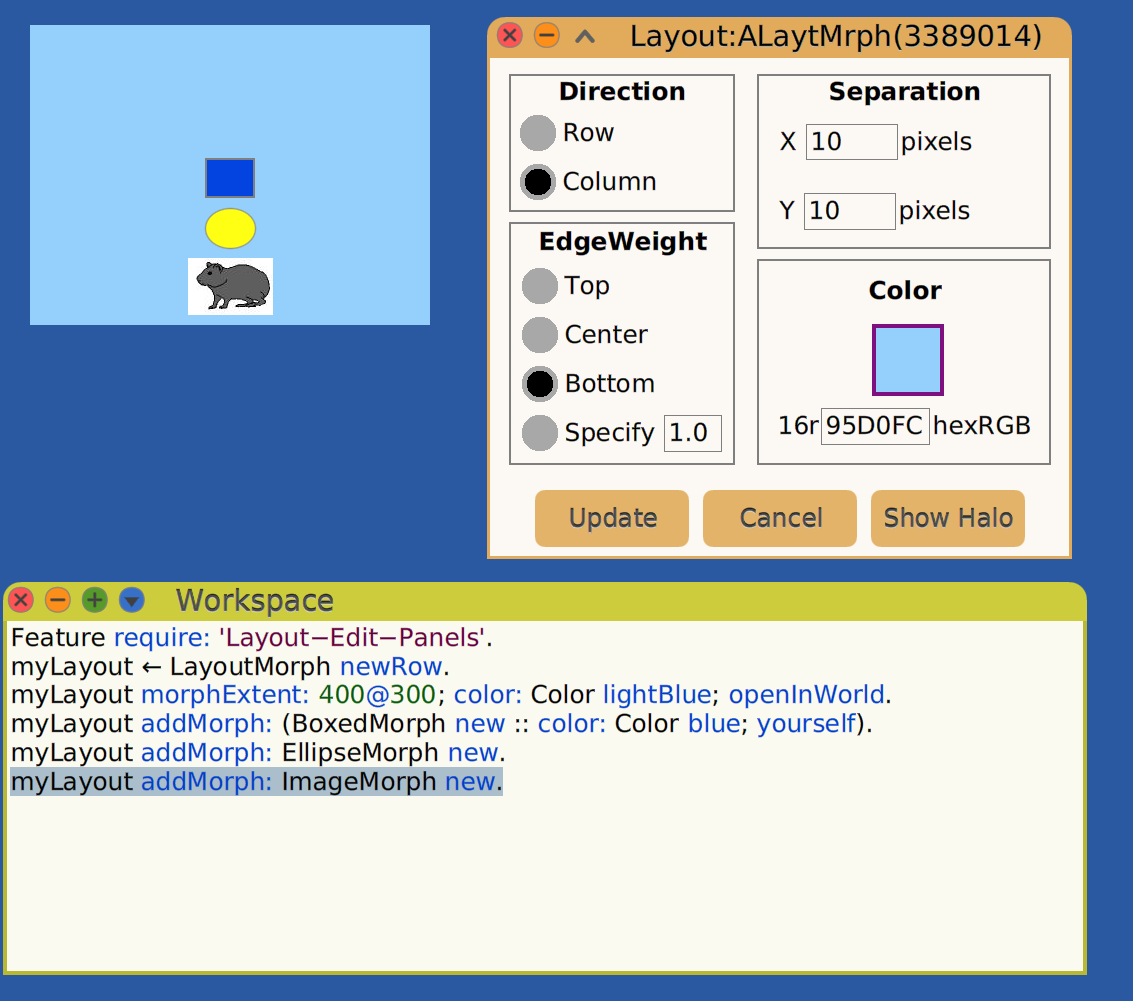 Layout:ALaytMrph(3389014)
Direction
Row
Column
EdgeWeight
Top
Center
Bottom
Specify 1.0
Separation
X 10 pixels
Y 10 pixels
Color
16r 95D0FC hexRGB
Update Cancel Show Halo
Workspace
Feature require: 'Layout−Edit−Panels'.
myLayout ← LayoutMorph newRow.
myLayout morphExtent: 400@300; color: Color lightBlue; openInWorld.
myLayout addMorph: (BoxedMorph new :: color: Color blue; yourself).
myLayout addMorph: EllipseMorph new.
myLayout addMorph: ImageMorph new.